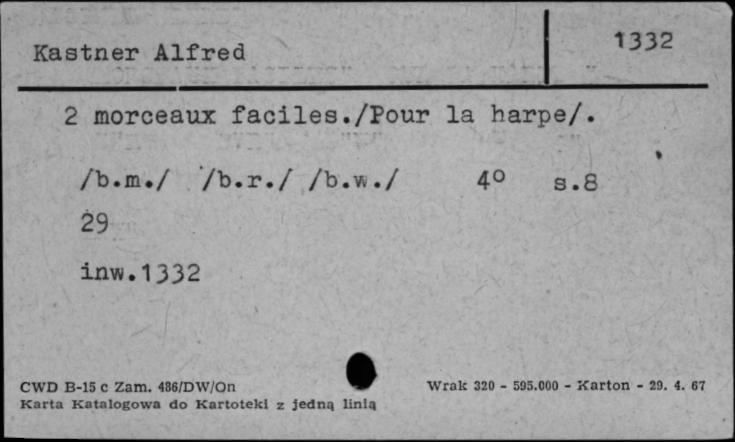 Kastner Alfred 1332
2 morceaux faciles./Pour la harpe/.
/b.m./ /b.r./ /b.w./ 4º s.8
29
inw.1332
CWD B-15 c Zam. 486/DW/On Wrak 320 - 595.000 - Karton - 29. 4. 67
Karta Katalogowa do Kartoteki z jedną linią